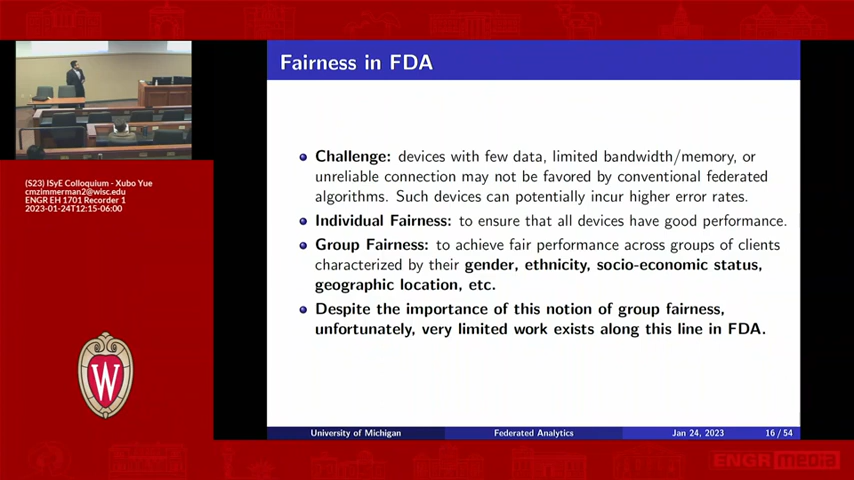 Fairness in FDA
Challenge: devices with few data, limited bandwidth/memory, or
unreliable connection may not be favored by conventional federated
algorithms. Such devices can potentially incur higher error rates.
Individual Fairness: to ensure that all devices have good performance.
Group Fairness: to achieve fair performance across groups of clients
characterized by their gender, ethnicity, socio-economic status,
geographic location, etc.
Despite the importance of this notion of group fairness,
unfortunately, very limited work exists along this line in FDA.
(S23) ISyE Colloquium - Xubo Yue
cmzimmerman2@wisc.edu
ENGR EH 1701 Recorder 1
2023-01-24T12:15-06:00
W
University of Michigan Federated Analytics Jan 24, 2023 16 / 54
ENGR media